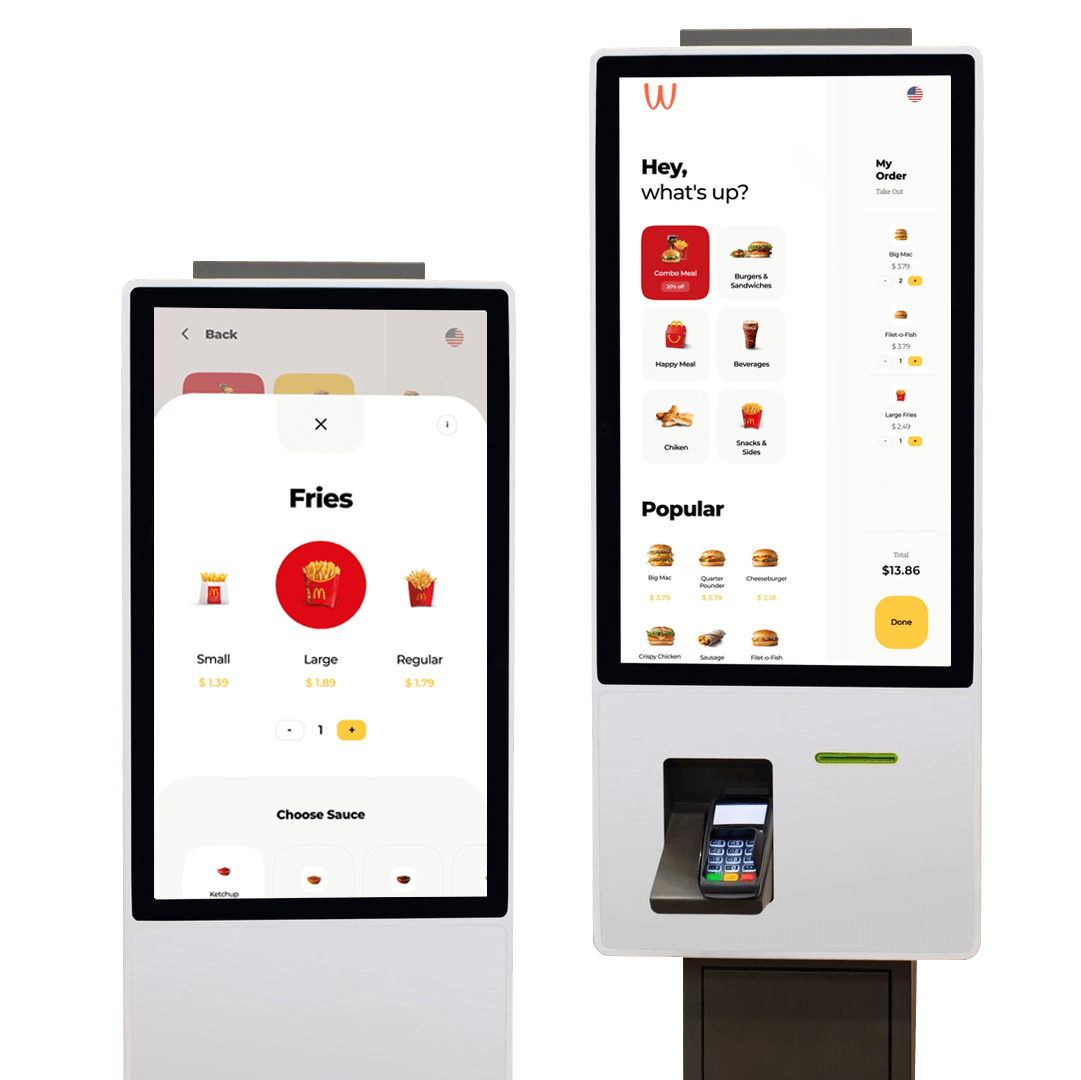 Back
i
Fries
Small
Large
Regular
$ 1.39
$ 1.89
$ 1.79
- 1 +
Choose Sauce
Ketchup
Hey,
what's up?
Combo Meal
20% off
Burgers &
Sandwiches
Happy Meal
Beverages
Chiken
Snacks &
Sides
Popular
Big Mac
$ 3.79
Quarter
Pounder
$ 3.79
Cheeseburger
$ 2.18
Crispy Chicken
Sausage
Filet-o-Fish
My
Order
Take Out
Big Mac
$ 3.79
- 2 +
Filet-o-Fish
$ 3.79
- 1 +
Large Fries
$ 2.49
- 1 +
Total
$13.86
Done